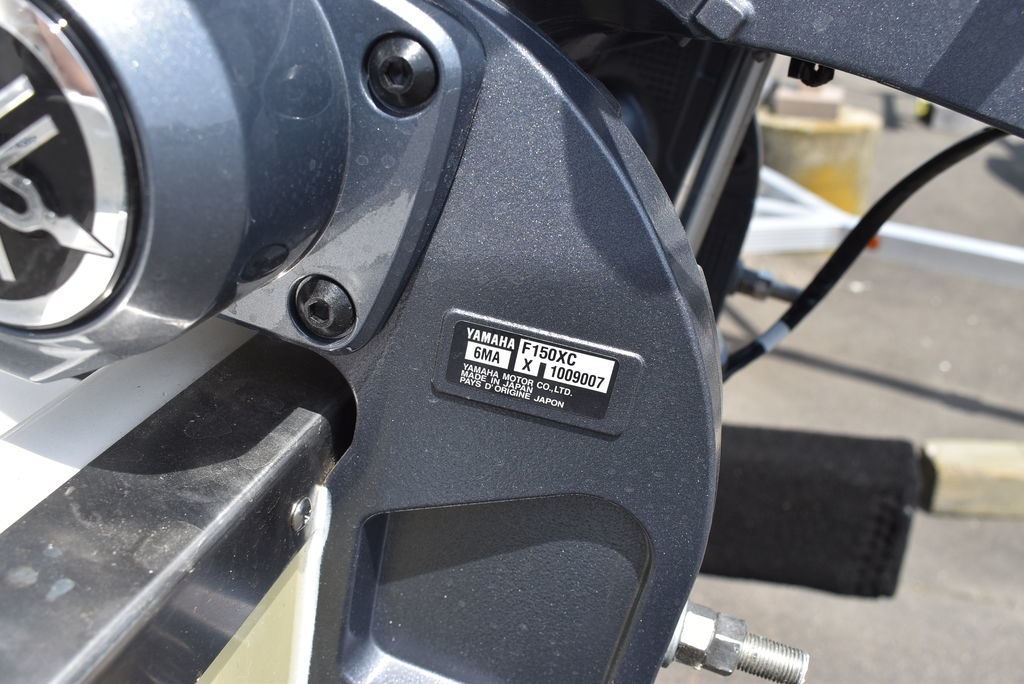 YAMAHA F150XC
6MA X 1009007
YAMAHA MOTOR CO.,LTD.
MADE IN JAPAN
PAYS D'ORIGINE JAPON